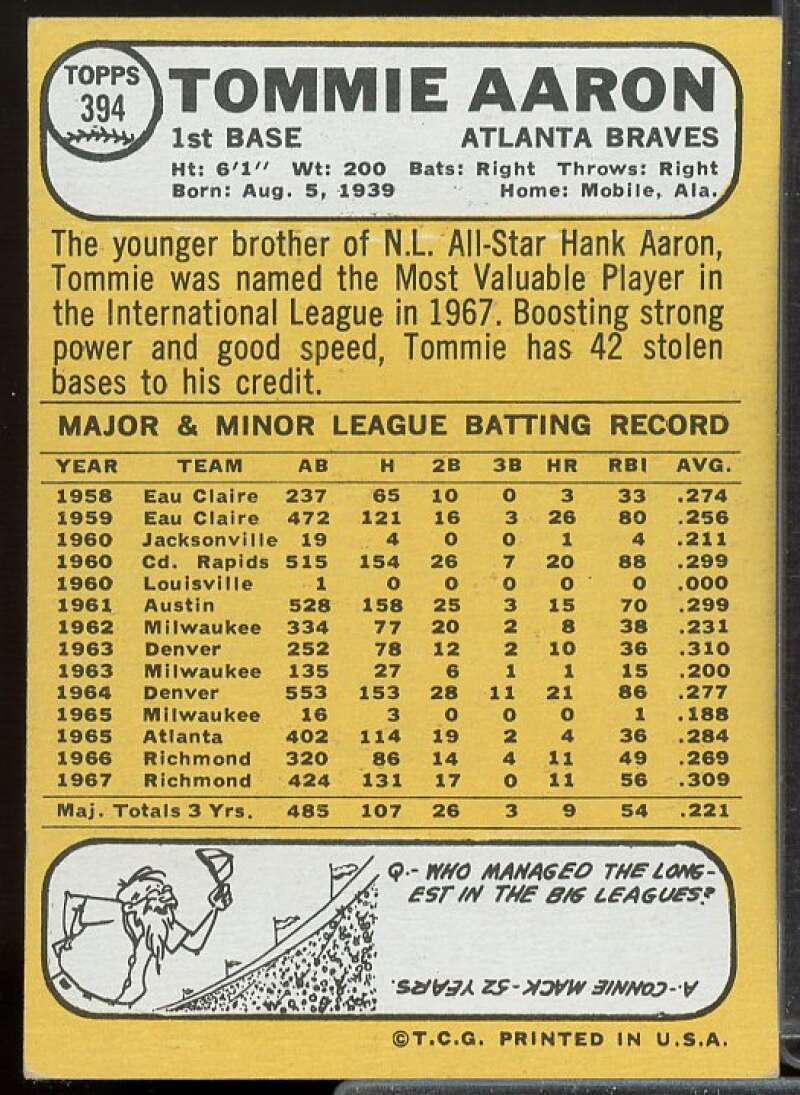 TOPPS
394
TOMMIE AARON
1st BASE ATLANTA BRAVES
Ht: 6'1" Wt: 200 Bats: Right Throws: Right
Born: Aug. 5, 1939 Home: Mobile, Ala.
The younger brother of N.L. All-Star Hank Aaron,
Tommie was named the Most Valuable Player in
the International League in 1967. Boosting strong
power and good speed, Tommie has 42 stolen
bases to his credit.
MAJOR & MINOR LEAGUE BATTING RECORD
YEAR TEAM AB H 2B 3B HR RBI AVG.
1958 Eau Claire 237 65 10 0 3 33 .274
1959 Eau Claire 472 121 16 3 26 80 .256
1960 Jacksonville 19 4 0 0 1 4 .211
1960 Cd. Rapids 515 154 26 7 20 88 .299
1960 Louisville 1 0 0 0 0 0 .000
1961 Austin 528 158 25 3 15 70 .299
1962 Milwaukee 334 77 20 2 8 38 .231
1963 Denver 252 78 12 2 10 36 .310
1963 Milwaukee 135 27 6 1 1 15 .200
1964 Denver 553 153 28 11 21 86 .277
1965 Milwaukee 16 3 0 0 0 1 .188
1965 Atlanta 402 114 19 2 4 36 .284
1966 Richmond 320 86 14 4 11 49 .269
1967 Richmond 424 131 17 0 11 56 .309
Maj. Totals 3 Yrs. 485 107 26 3 9 54 .221
Q.- WHO MANAGED THE LONG-
EST IN THE BIG LEAGUES?
A.- CONNIE MACK - 52 YEARS.
©T.C.G. PRINTED IN U.S.A.